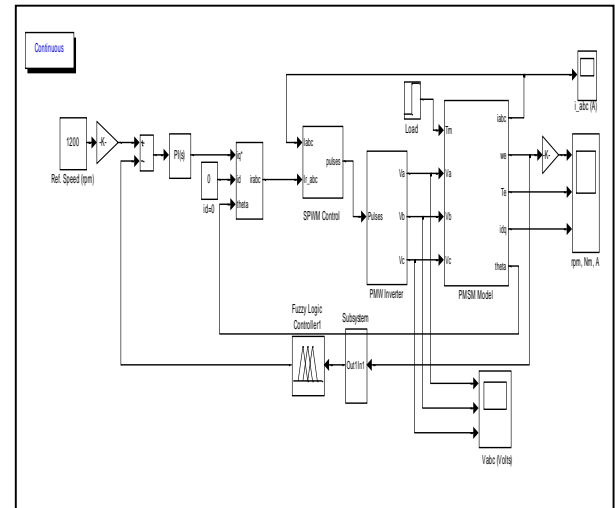 Continuous
i_abc (A)
1200
-K-
Ref. Speed (rpm)
+
−
PI(s)
iq*
id
theta
irabc
0
id=0
Iabc
Ir_abc
pulses
SPWM Control
Load
Pulses
Va
Vb
Vc
PMW Inverter
Tm
Va
Vb
Vc
iabc
we
Te
idq
theta
PMSM Model
-K-
rpm, Nm, A
Fuzzy Logic
Controller1
Subsystem
Out1In1
Vabc (Volts)